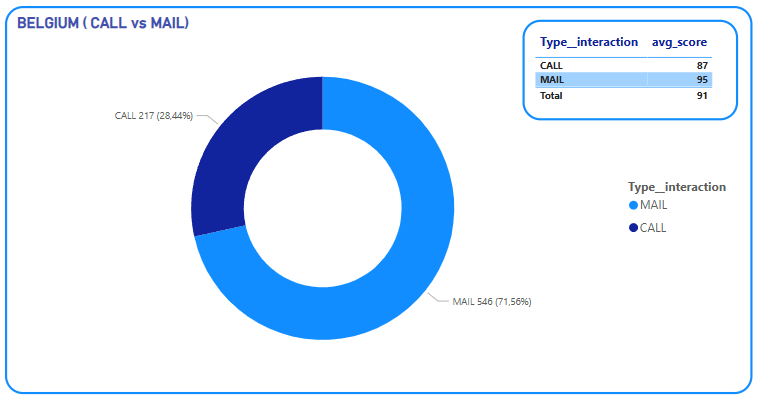 BELGIUM ( CALL vs MAIL)
Type__interaction avg_score
CALL 87
MAIL 95
Total 91
CALL 217 (28,44%)
Type__interaction
MAIL
CALL
MAIL 546 (71,56%)